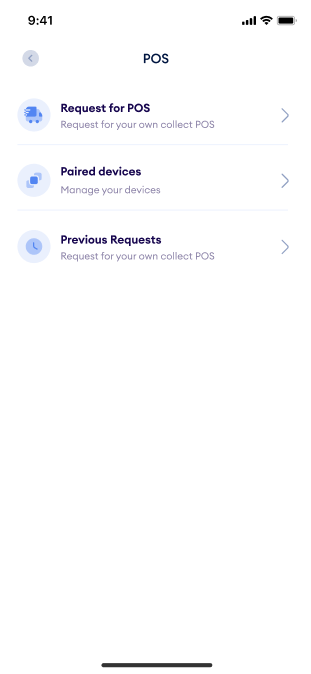 9:41
POS
Request for POS
Request for your own collect POS
Paired devices
Manage your devices
Previous Requests
Request for your own collect POS